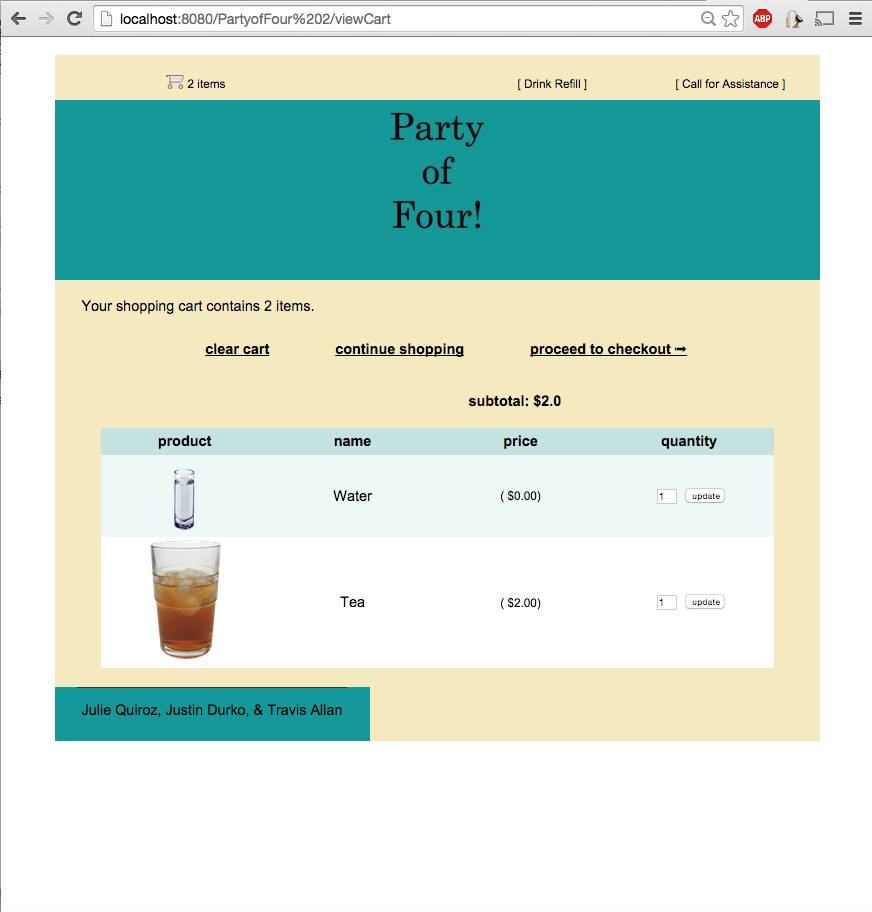 localhost:8080/PartyofFour%202/viewCart
ABP
2 items
[ Drink Refill ]
[ Call for Assistance ]
Party
of
Four!
Your shopping cart contains 2 items.
clear cart
continue shopping
proceed to checkout ➟
subtotal: $2.0
product name price quantity
Water ( $0.00) 1 update
Tea ( $2.00) 1 update
Julie Quiroz, Justin Durko, & Travis Allan